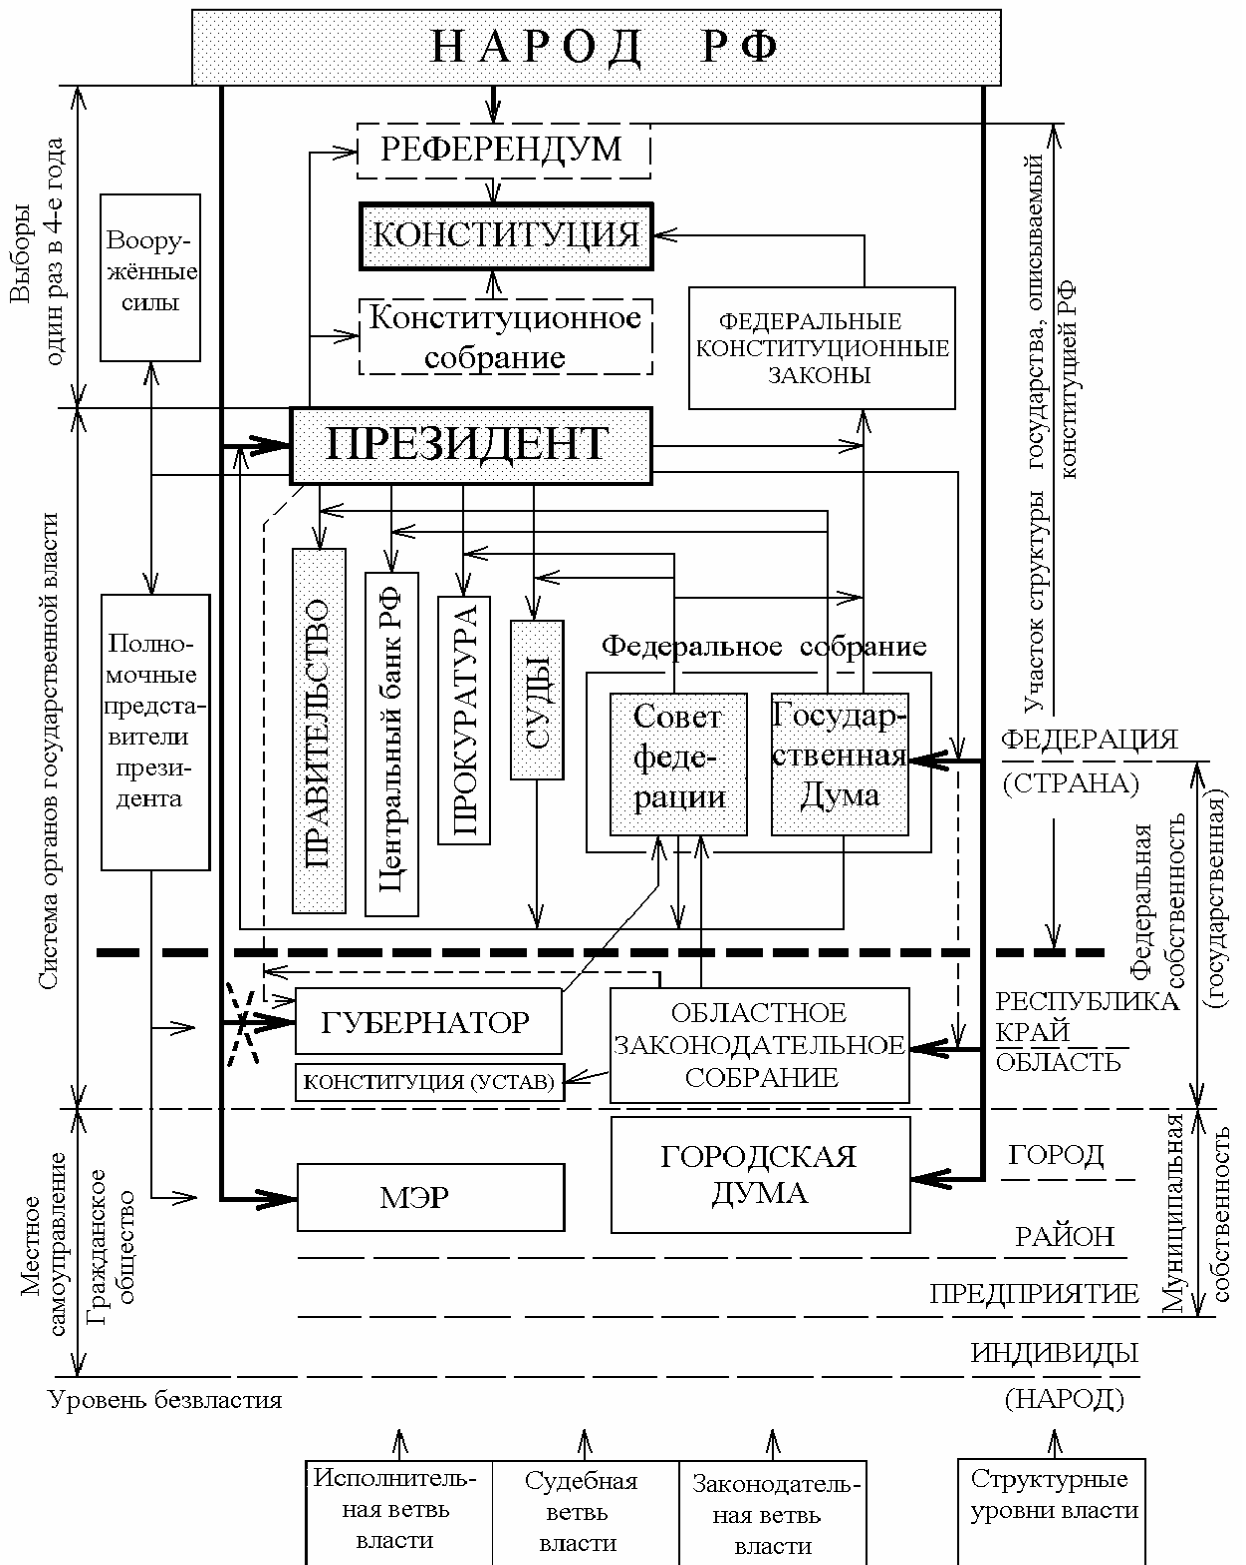 НАРОД РФ
РЕФЕРЕНДУМ
КОНСТИТУЦИЯ
Конституционное
собрание
ФЕДЕРАЛЬНЫЕ
КОНСТИТУЦИОННЫЕ
ЗАКОНЫ
Выборы
один раз в 4-е года
Воору-
жённые
силы
Участок структуры государства, описываемый
конституцией РФ
ПРЕЗИДЕНТ
Система органов государственной власти
Полно-
мочные
предста-
вители
прези-
дента
ПРАВИТЕЛЬСТВО
Центральный банк РФ
ПРОКУРАТУРА
СУДЫ
Федеральное собрание
Совет
феде-
рации
Государ-
ственная
Дума
ФЕДЕРАЦИЯ
(СТРАНА)
Федеральная
собственность
(государственная)
ГУБЕРНАТОР
КОНСТИТУЦИЯ (УСТАВ)
ОБЛАСТНОЕ
ЗАКОНОДАТЕЛЬНОЕ
СОБРАНИЕ
РЕСПУБЛИКА
КРАЙ
ОБЛАСТЬ
Местное
самоуправление
Гражданское
общество
МЭР
ГОРОДСКАЯ
ДУМА
ГОРОД
РАЙОН
ПРЕДПРИЯТИЕ
Муниципальная
собственность
ИНДИВИДЫ
(НАРОД)
Уровень безвластия
Исполнитель-
ная ветвь
власти
Судебная
ветвь
власти
Законодатель-
ная ветвь
власти
Структурные
уровни власти